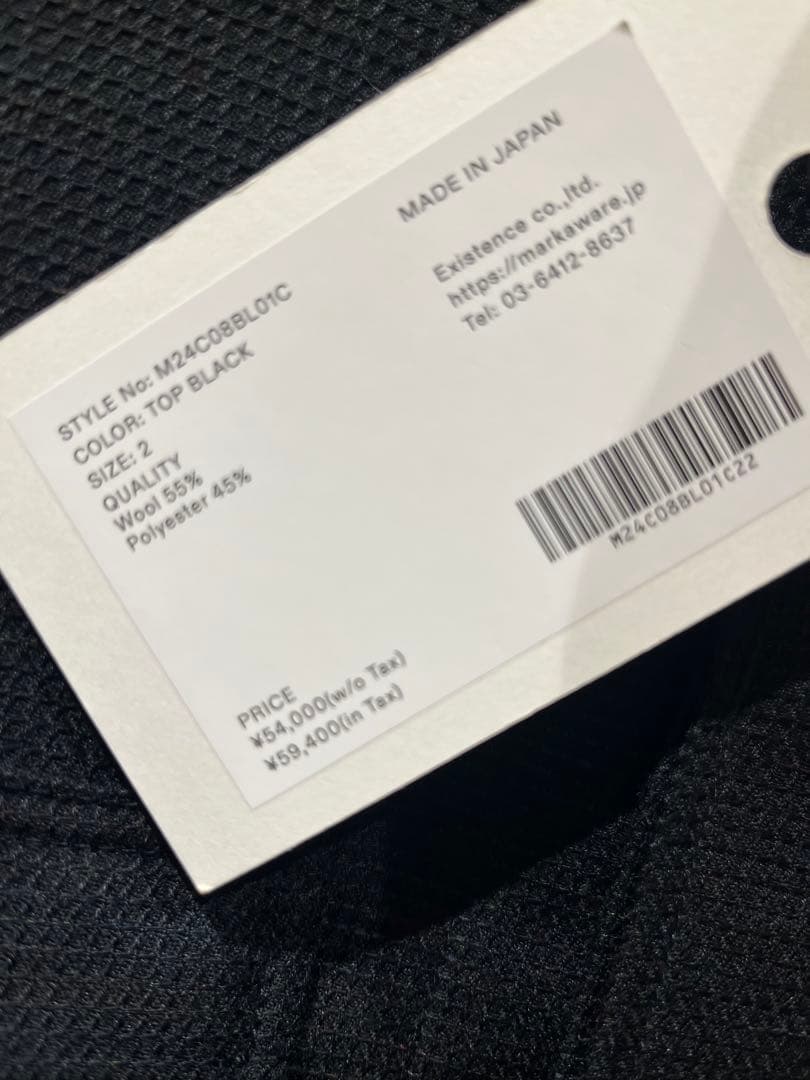 MADE IN JAPAN
Existence co.,ltd.
https://markaware.jp
Tel: 03-6412-8637
STYLE No: M24C08BL01C
COLOR: TOP BLACK
SIZE: 2
QUALITY
Wool 55%
Polyester 45%
M24C08BL01C22
PRICE
¥54,000(w/o Tax)
¥59,400(in Tax)